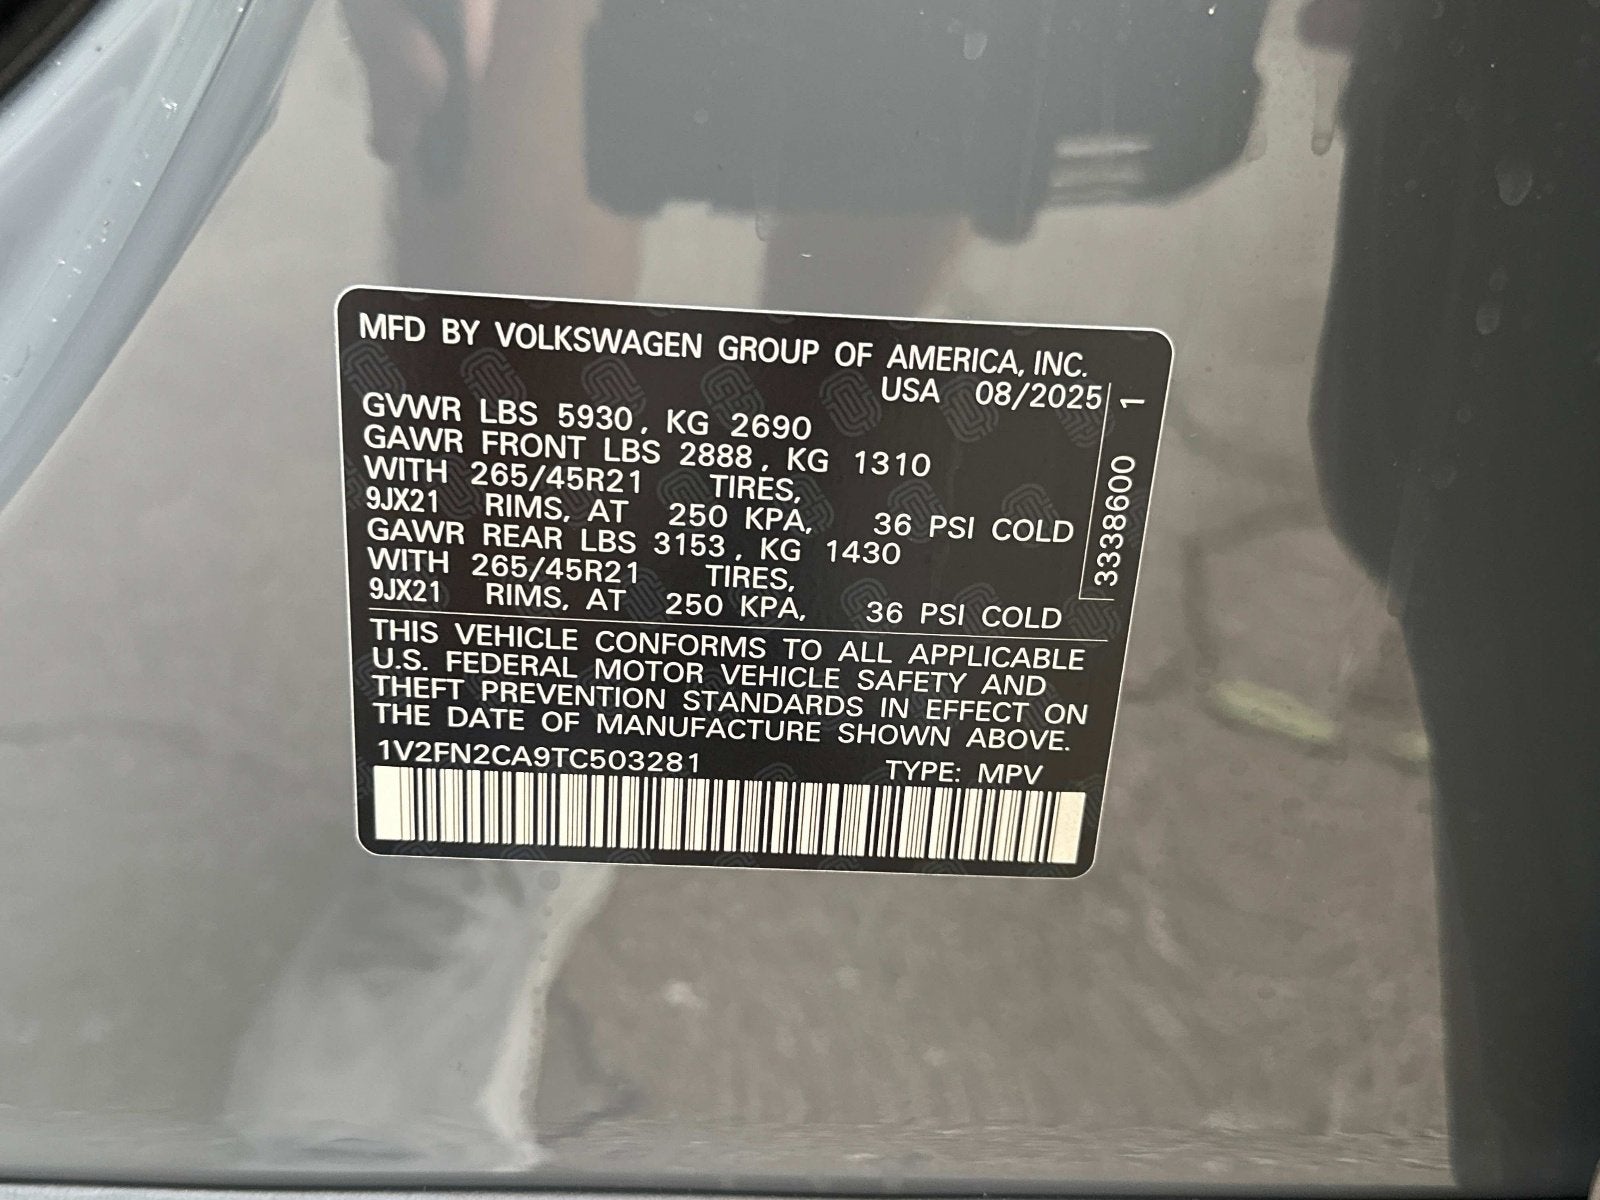 MFD BY VOLKSWAGEN GROUP OF AMERICA, INC.
USA 08/2025
GVWR LBS 5930, KG 2690
GAWR FRONT LBS 2888, KG 1310
WITH 265/45R21 TIRES,
9JX21 RIMS, AT 250 KPA, 36 PSI COLD
GAWR REAR LBS 3153, KG 1430
WITH 265/45R21 TIRES,
9JX21 RIMS, AT 250 KPA, 36 PSI COLD
THIS VEHICLE CONFORMS TO ALL APPLICABLE
U.S. FEDERAL MOTOR VEHICLE SAFETY AND
THEFT PREVENTION STANDARDS IN EFFECT ON
THE DATE OF MANUFACTURE SHOWN ABOVE.
1V2FN2CA9TC503281 TYPE: MPV
3338600 1